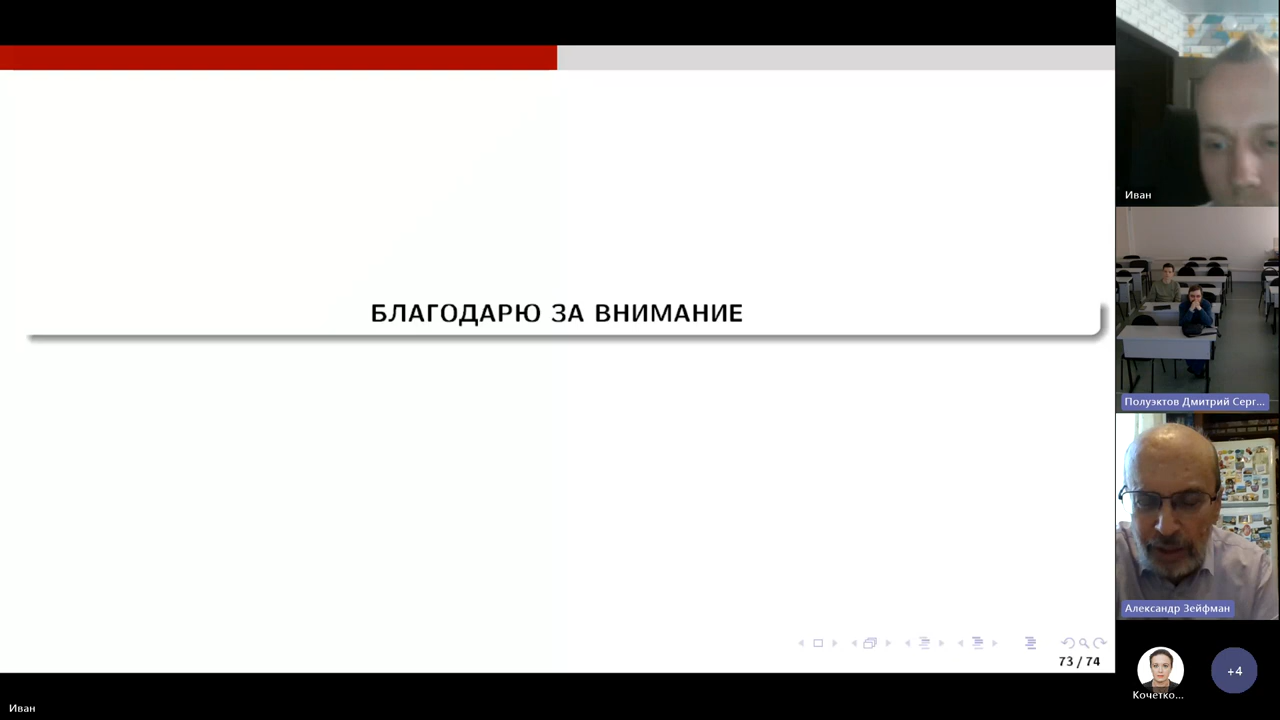 БЛАГОДАРЮ ЗА ВНИМАНИЕ
73 / 74
Иван
Полуэктов Дмитрий Серг...
Александр Зейфман
Кочетко...
+4
Иван